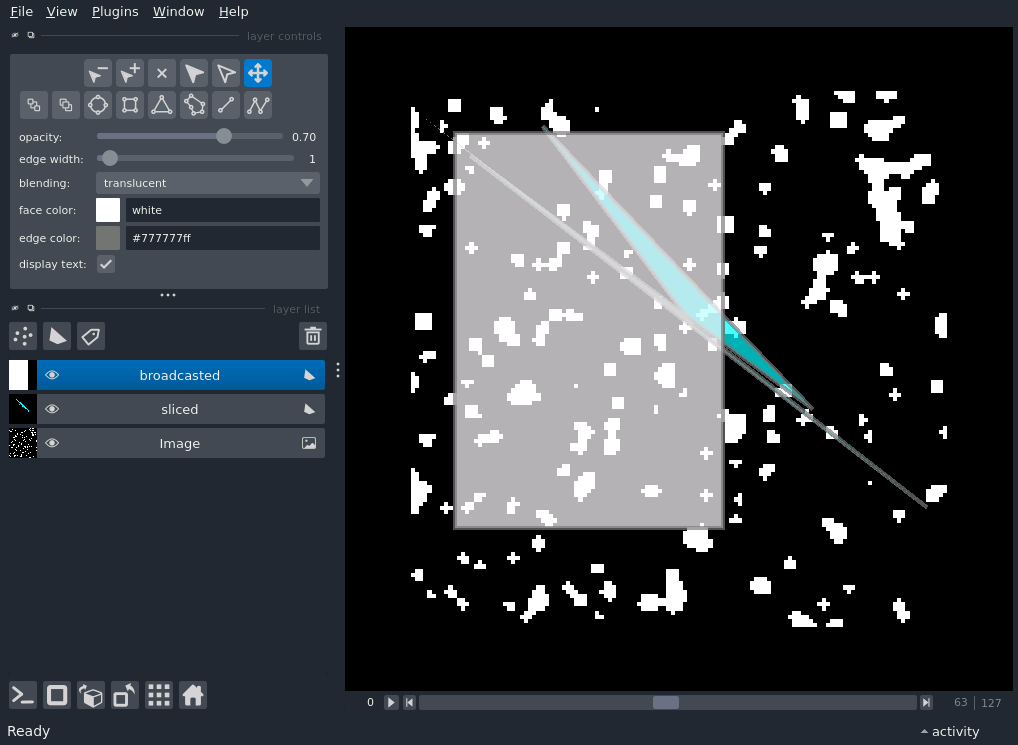 File View Plugins Window Help
layer controls
opacity: 0.70
edge width: 1
blending: translucent
face color: white
edge color: #777777ff
display text:
layer list
broadcasted
sliced
Image
0 63 127
Ready activity